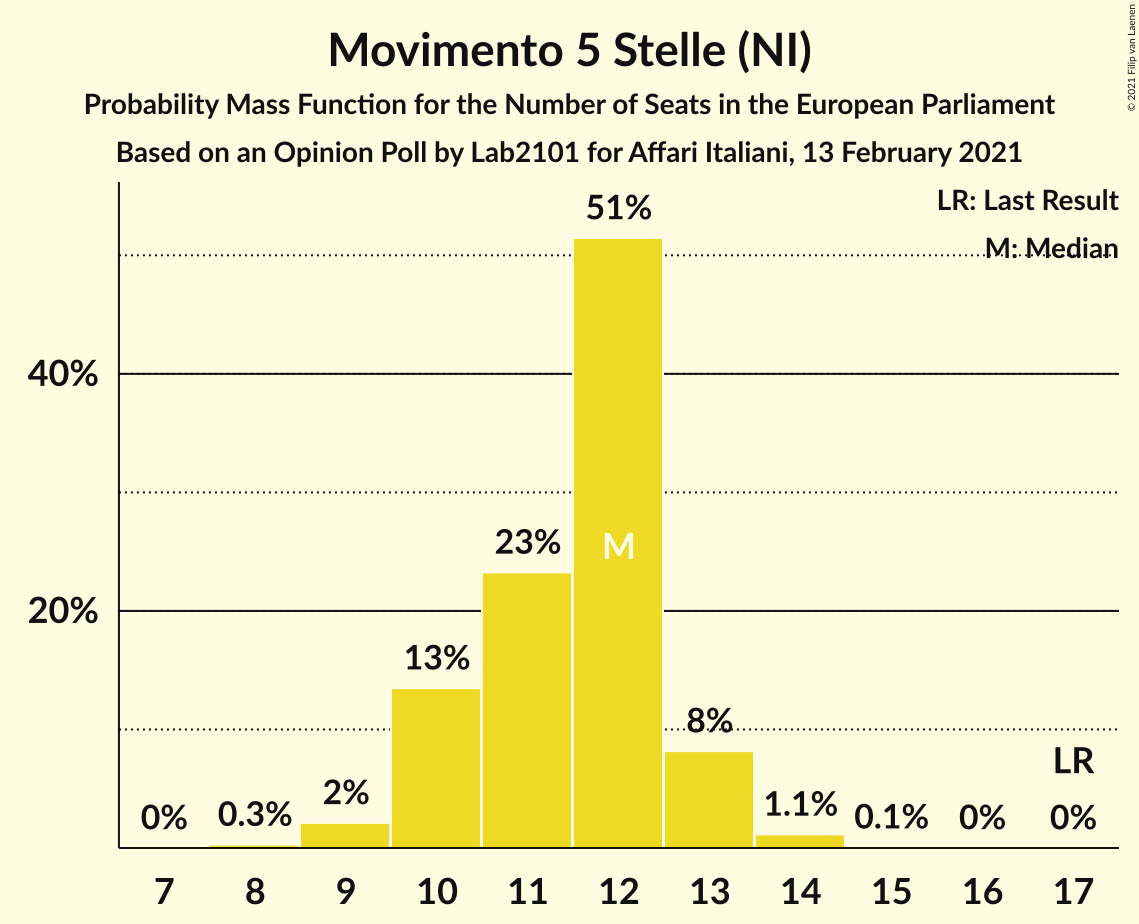 Movimento 5 Stelle (NI)
Probability Mass Function for the Number of Seats in the European Parliament
Based on an Opinion Poll by Lab2101 for Affari Italiani, 13 February 2021
© 2021 Filip van Laenen
LR: Last Result
M: Median
40%
20%
0%
0.3%
2%
13%
23%
51%
M
8%
1.1%
0.1%
0%
LR
0%
7 8 9 10 11 12 13 14 15 16 17